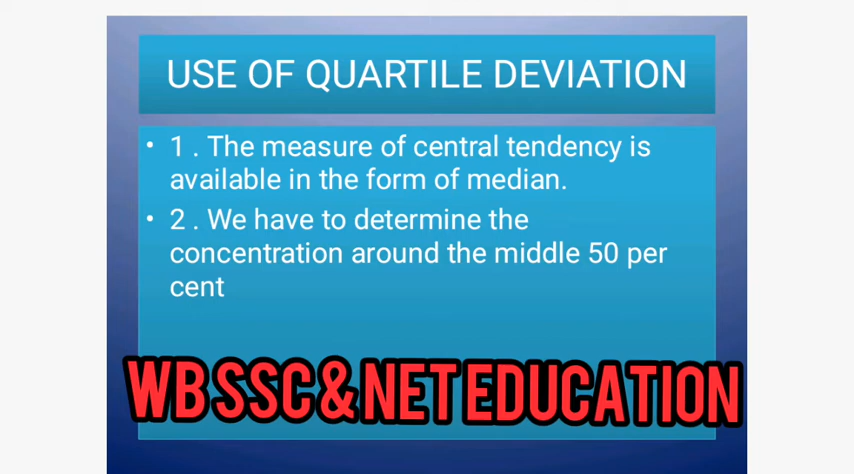 USE OF QUARTILE DEVIATION
• 1 . The measure of central tendency is
available in the form of median.
• 2 . We have to determine the
concentration around the middle 50 per
cent
WB SSC & NET EDUCATION